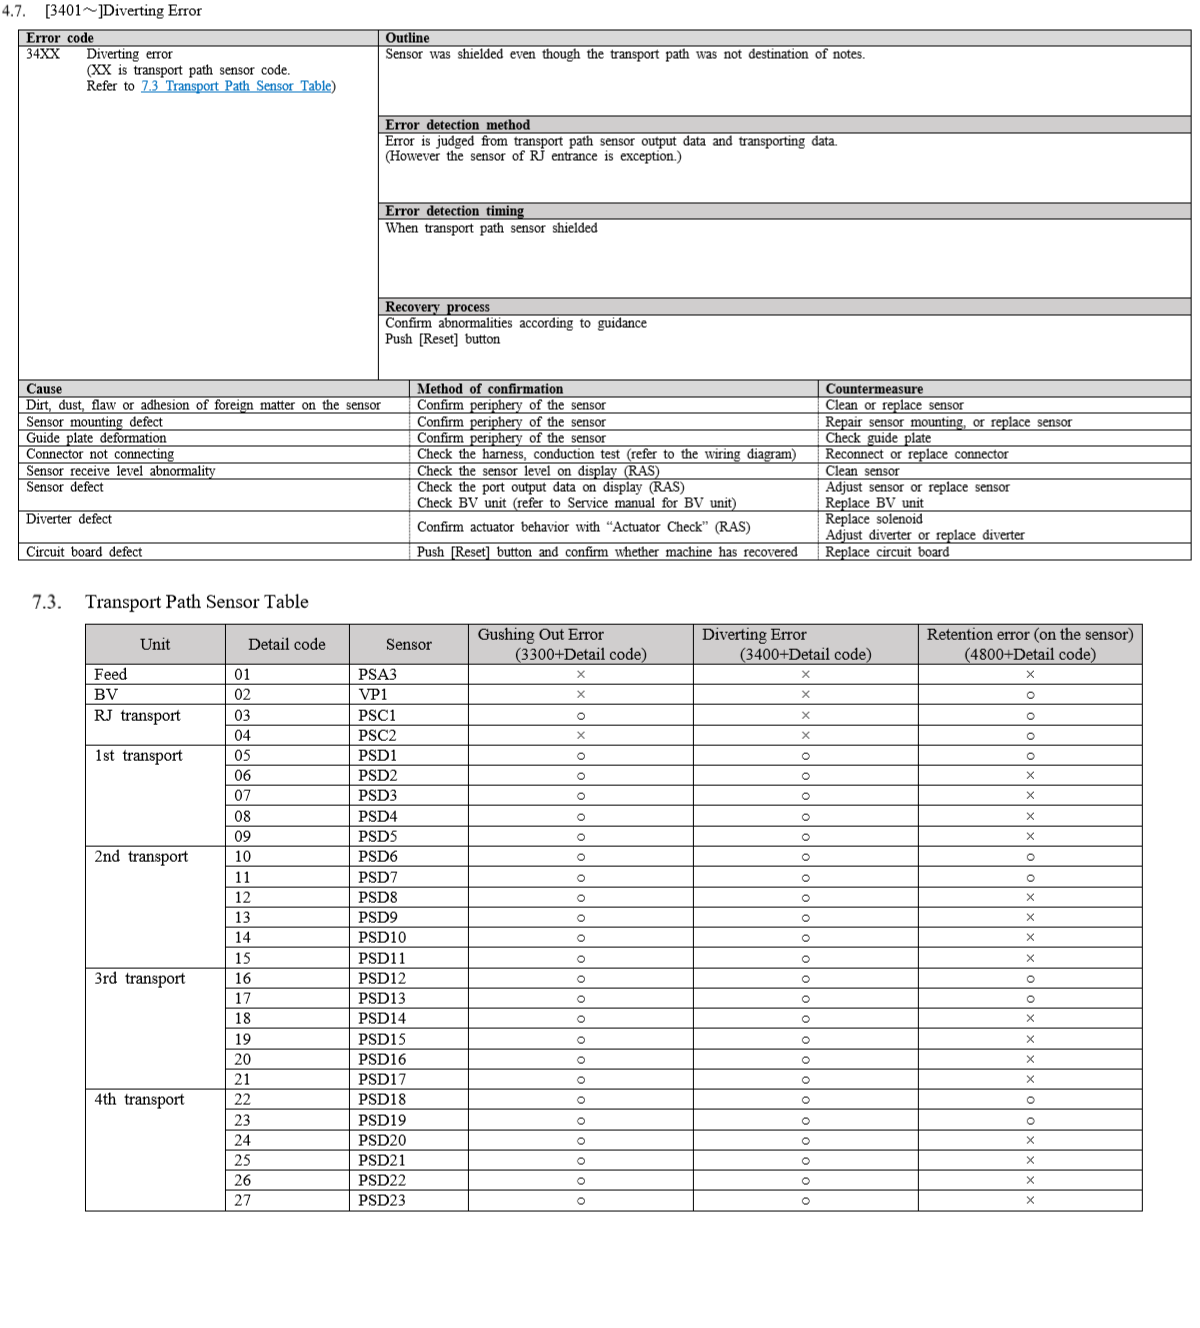 4.7. [3401～]Diverting Error
Error code Outline
34XX Diverting error Sensor was shielded even though the transport path was not destination of notes.
(XX is transport path sensor code.
Refer to 7.3 Transport Path Sensor Table)
Error detection method
Error is judged from transport path sensor output data and transporting data.
(However the sensor of RJ entrance is exception.)
Error detection timing
When transport path sensor shielded
Recovery process
Confirm abnormalities according to guidance
Push [Reset] button
Cause Method of confirmation Countermeasure
Dirt, dust, flaw or adhesion of foreign matter on the sensor Confirm periphery of the sensor Clean or replace sensor
Sensor mounting defect Confirm periphery of the sensor Repair sensor mounting, or replace sensor
Guide plate deformation Confirm periphery of the sensor Check guide plate
Connector not connecting Check the harness, conduction test (refer to the wiring diagram) Reconnect or replace connector
Sensor receive level abnormality Check the sensor level on display (RAS) Clean sensor
Sensor defect Check the port output data on display (RAS) Adjust sensor or replace sensor
Check BV unit (refer to Service manual for BV unit) Replace BV unit
Diverter defect Confirm actuator behavior with “Actuator Check” (RAS) Replace solenoid
Adjust diverter or replace diverter
Circuit board defect Push [Reset] button and confirm whether machine has recovered Replace circuit board
7.3. Transport Path Sensor Table
Unit Detail code Sensor Gushing Out Error Diverting Error Retention error (on the sensor)
(3300+Detail code) (3400+Detail code) (4800+Detail code)
Feed 01 PSA3 × × ×
BV 02 VP1 × × ○
RJ transport 03 PSC1 ○ × ○
04 PSC2 × × ○
1st transport 05 PSD1 ○ ○ ○
06 PSD2 ○ ○ ×
07 PSD3 ○ ○ ×
08 PSD4 ○ ○ ×
09 PSD5 ○ ○ ×
2nd transport 10 PSD6 ○ ○ ○
11 PSD7 ○ ○ ○
12 PSD8 ○ ○ ×
13 PSD9 ○ ○ ×
14 PSD10 ○ ○ ×
15 PSD11 ○ ○ ×
3rd transport 16 PSD12 ○ ○ ○
17 PSD13 ○ ○ ○
18 PSD14 ○ ○ ×
19 PSD15 ○ ○ ×
20 PSD16 ○ ○ ×
21 PSD17 ○ ○ ×
4th transport 22 PSD18 ○ ○ ○
23 PSD19 ○ ○ ○
24 PSD20 ○ ○ ×
25 PSD21 ○ ○ ×
26 PSD22 ○ ○ ×
27 PSD23 ○ ○ ×